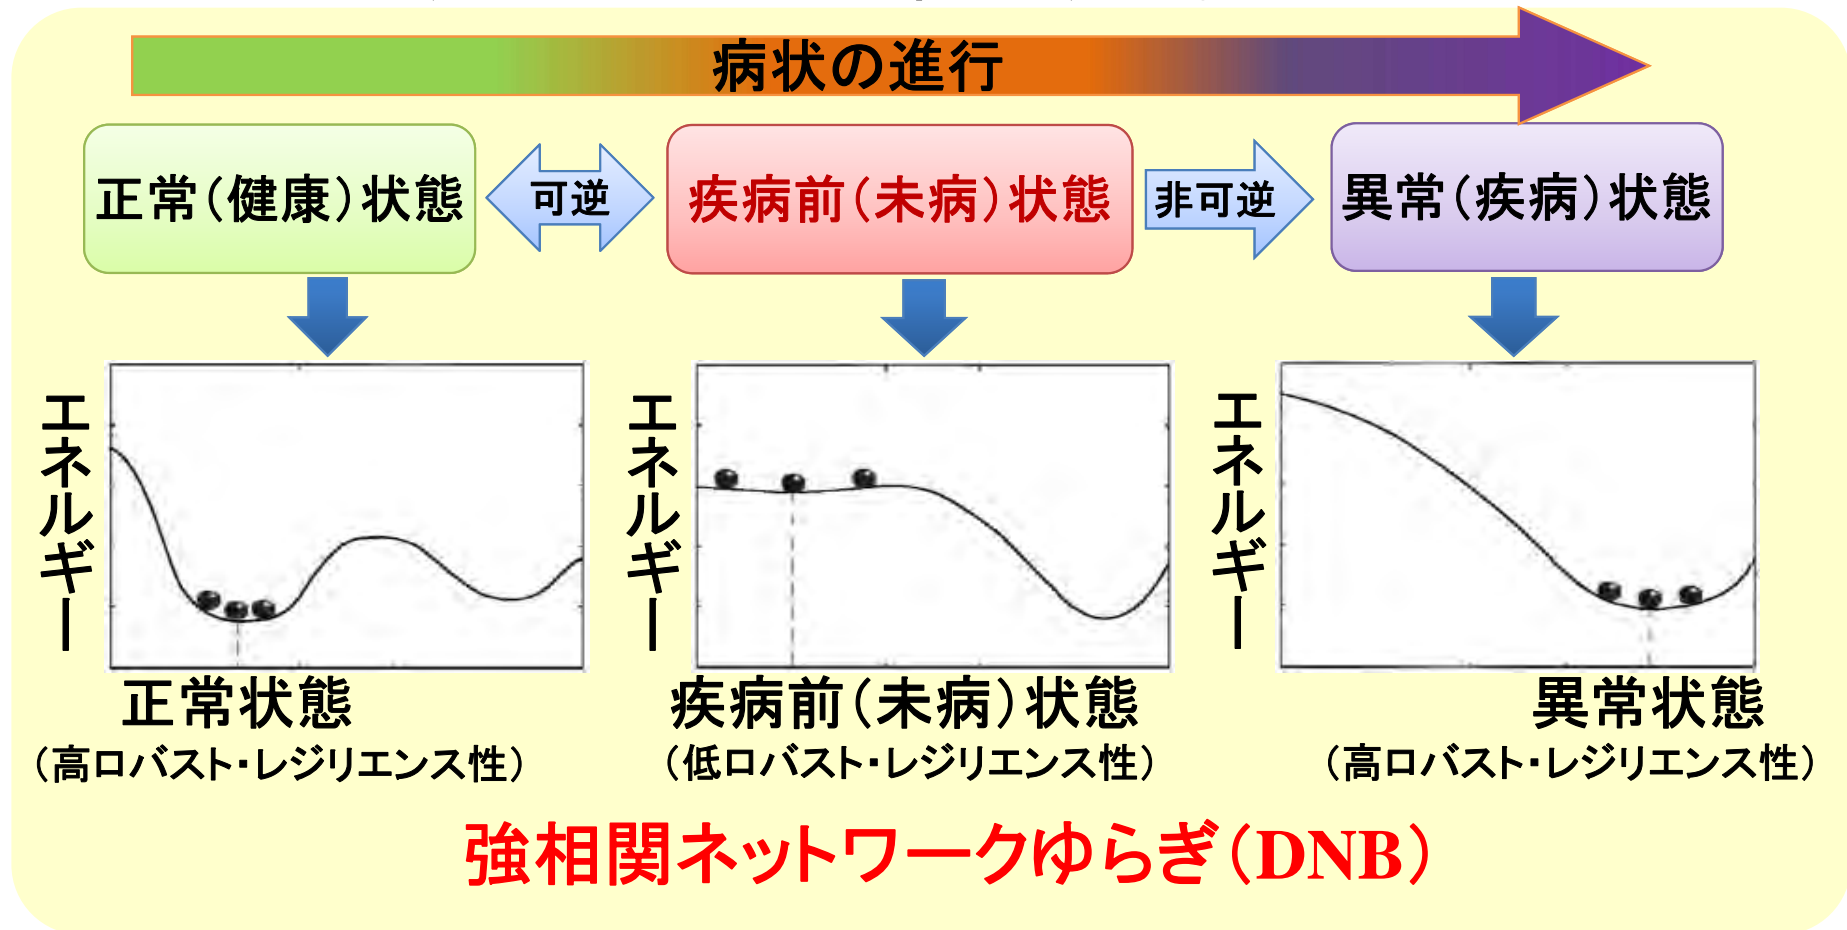 病状の進行
正常(健康)状態
可逆
疾病前(未病)状態
非可逆
異常(疾病)状態
エネルギー
エネルギー
エネルギー
正常状態
(高ロバスト・レジリエンス性)
疾病前(未病)状態
(低ロバスト・レジリエンス性)
異常状態
(高ロバスト・レジリエンス性)
強相関ネットワークゆらぎ(DNB)